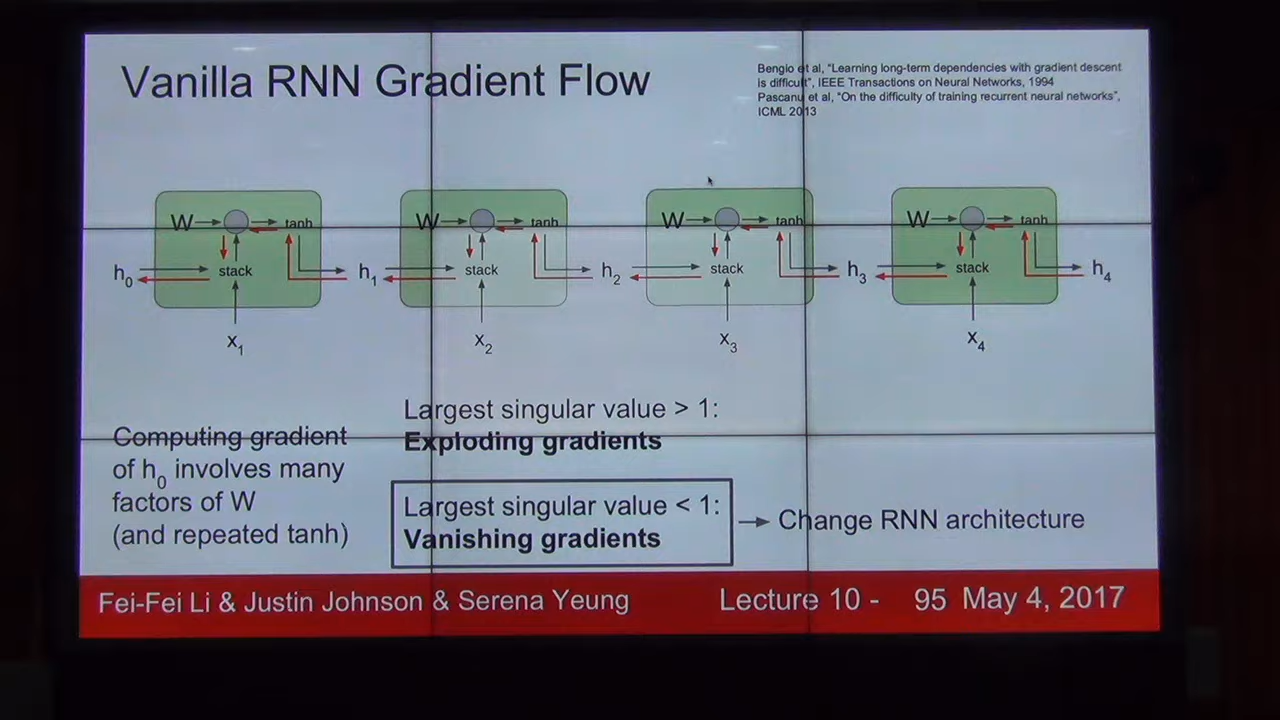 Vanilla RNN Gradient Flow
Bengio et al, “Learning long-term dependencies with gradient descent
is difficult”, IEEE Transactions on Neural Networks, 1994
Pascanu et al, “On the difficulty of training recurrent neural networks”,
ICML 2013
W tanh W tanh W tanh W tanh
h0 stack h1 stack h2 stack h3 stack h4
x1 x2 x3 x4
Largest singular value > 1:
Exploding gradients
Computing gradient
of h0 involves many
factors of W
(and repeated tanh)
Largest singular value < 1:
Vanishing gradients
Change RNN architecture
Fei-Fei Li & Justin Johnson & Serena Yeung Lecture 10 - 95 May 4, 2017